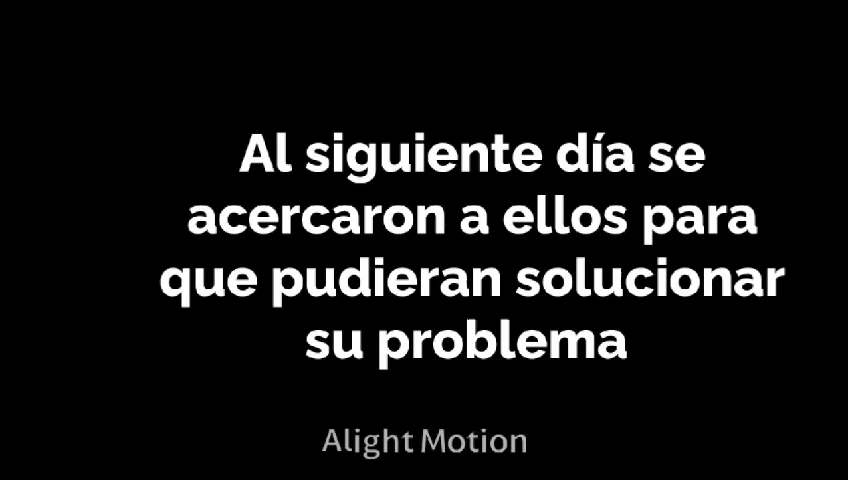 Al siguiente día se
acercaron a ellos para
que pudieran solucionar
su problema
Alight Motion